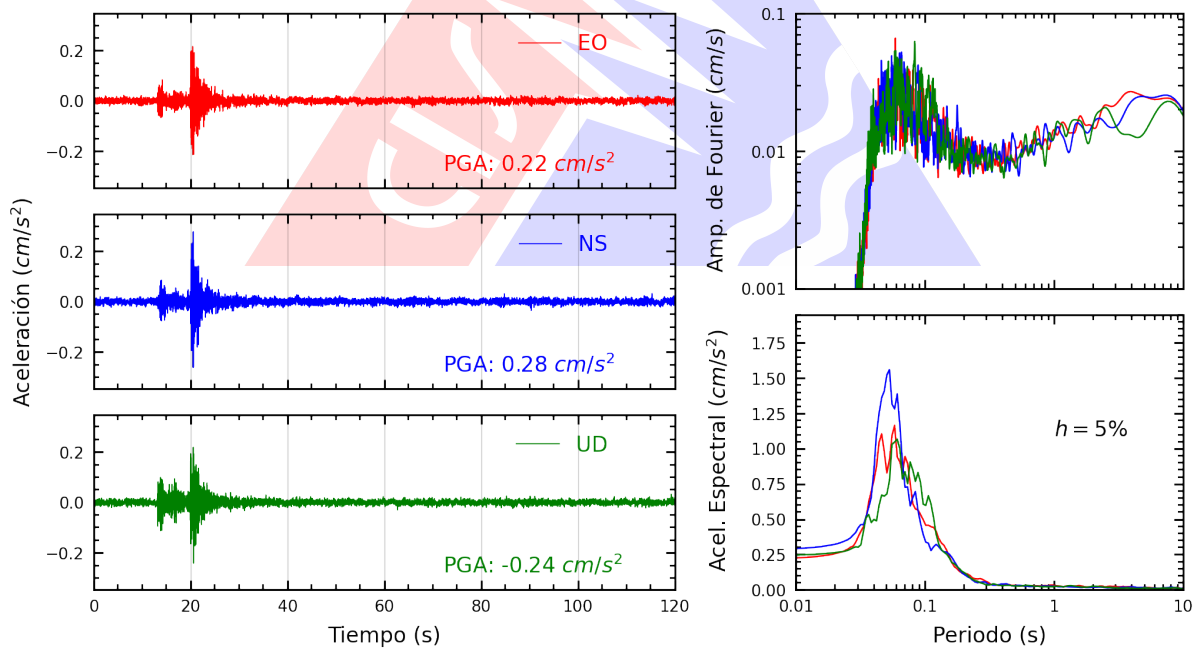 Aceleración (cm/s²)
0.2
0.0
−0.2
EO
PGA: 0.22 cm/s²
0.2
0.0
−0.2
NS
PGA: 0.28 cm/s²
0.2
0.0
−0.2
UD
PGA: -0.24 cm/s²
0 20 40 60 80 100 120
Tiempo (s)
Amp. de Fourier (cm/s)
0.1
0.01
0.001
Acel. Espectral (cm/s²)
1.75
1.50
1.25
1.00
0.75
0.50
0.25
0.00
h = 5%
0.01 0.1 1 10
Periodo (s)